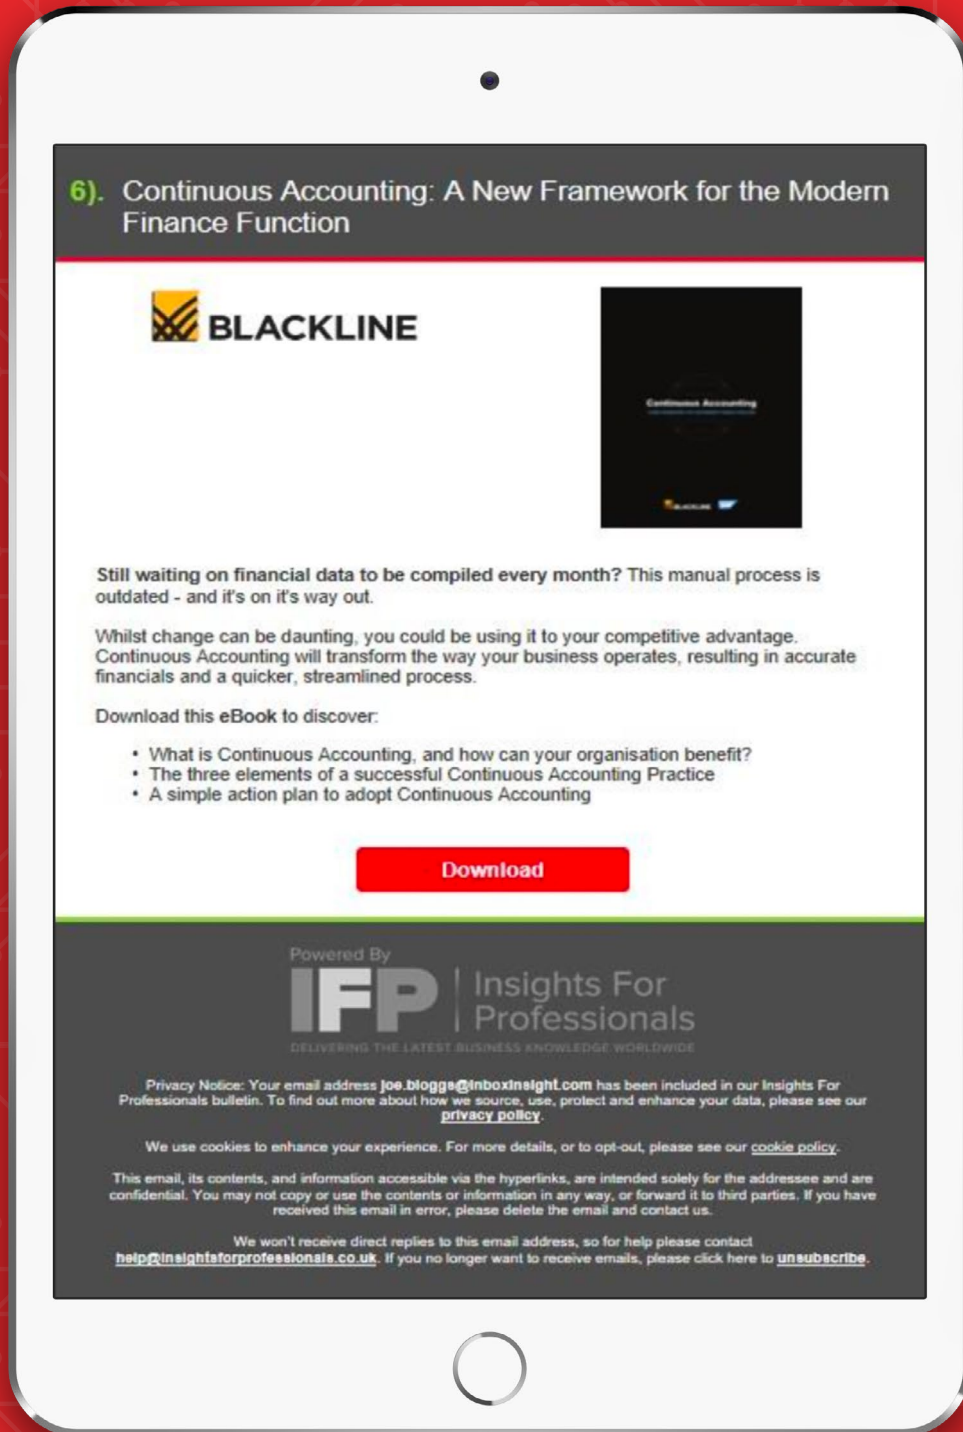 6). Continuous Accounting: A New Framework for the Modern
Finance Function
BLACKLINE
Continuous Accounting
BLACKLINE
Still waiting on financial data to be compiled every month? This manual process is
outdated - and it's on it's way out.
Whilst change can be daunting, you could be using it to your competitive advantage.
Continuous Accounting will transform the way your business operates, resulting in accurate
financials and a quicker, streamlined process.
Download this eBook to discover:
• What is Continuous Accounting, and how can your organisation benefit?
• The three elements of a successful Continuous Accounting Practice
• A simple action plan to adopt Continuous Accounting
Download
Powered By
IFP | Insights For
Professionals
DELIVERING THE LATEST BUSINESS KNOWLEDGE WORLDWIDE
Privacy Notice: Your email address joe.bloggs@inboxinsight.com has been included in our Insights For
Professionals bulletin. To find out more about how we source, use, protect and enhance your data, please see our
privacy policy.
We use cookies to enhance your experience. For more details, or to opt-out, please see our cookie policy.
This email, its contents, and information accessible via the hyperlinks, are intended solely for the addressee and are
confidential. You may not copy or use the contents or information in any way, or forward it to third parties. If you have
received this email in error, please delete the email and contact us.
We won't receive direct replies to this email address, so for help please contact
help@insightsforprofessionals.co.uk. If you no longer want to receive emails, please click here to unsubscribe.